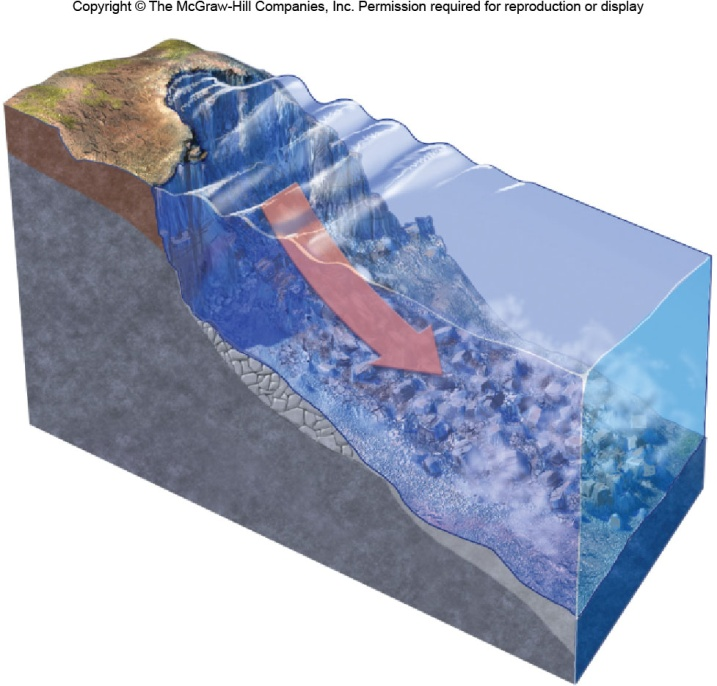 Copyright © The McGraw-Hill Companies, Inc. Permission required for reproduction or display